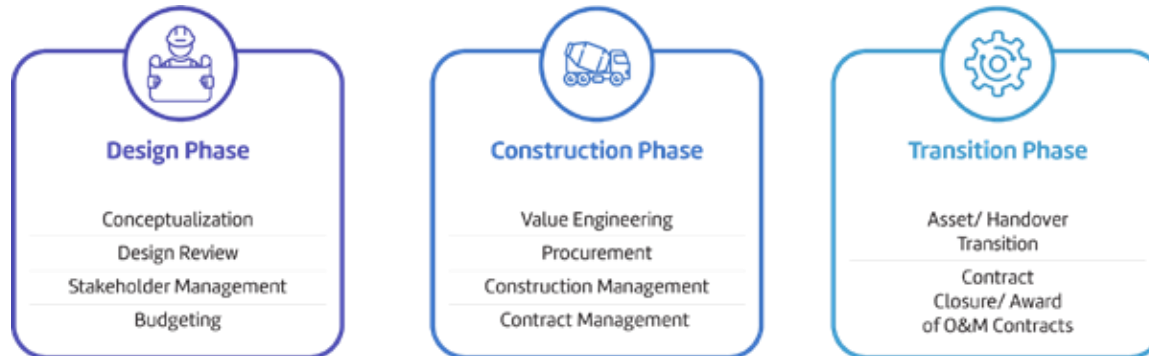 Design Phase
Conceptualization
Design Review
Stakeholder Management
Budgeting
Construction Phase
Value Engineering
Procurement
Construction Management
Contract Management
Transition Phase
Asset/ Handover
Transition
Contract
Closure/ Award
of O&M Contracts